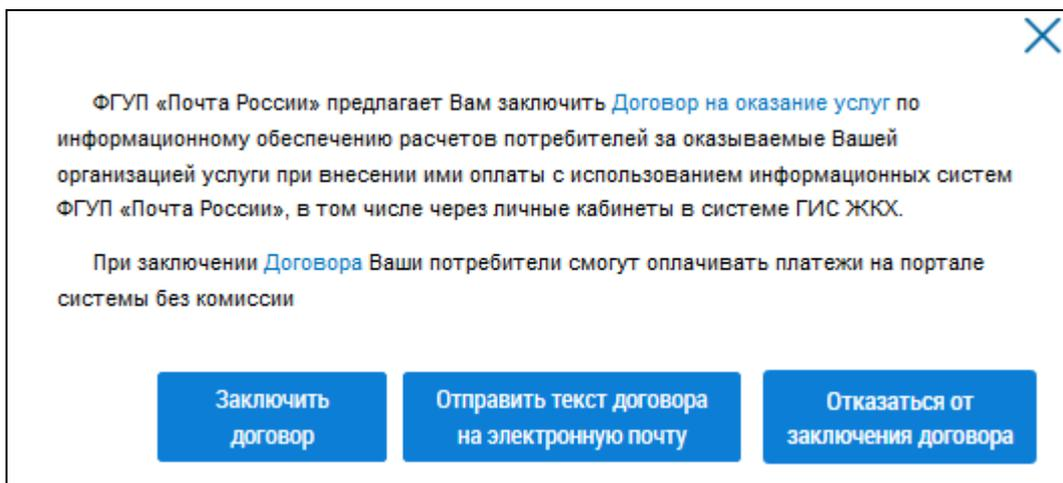 ФГУП «Почта России» предлагает Вам заключить Договор на оказание услуг по
информационному обеспечению расчетов потребителей за оказываемые Вашей
организацией услуги при внесении ими оплаты с использованием информационных систем
ФГУП «Почта России», в том числе через личные кабинеты в системе ГИС ЖКХ.
При заключении Договора Ваши потребители смогут оплачивать платежи на портале
системы без комиссии
Заключить
договор
Отправить текст договора
на электронную почту
Отказаться от
заключения договора